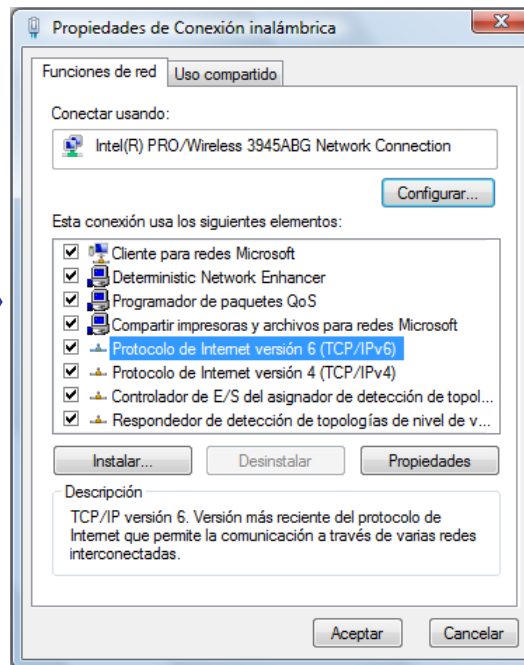 Propiedades de Conexión inalámbrica
Funciones de red
Uso compartido
Conectar usando:
Intel(R) PRO/Wireless 3945ABG Network Connection
Configurar...
Esta conexión usa los siguientes elementos:
Cliente para redes Microsoft
Deterministic Network Enhancer
Programador de paquetes QoS
Compartir impresoras y archivos para redes Microsoft
Protocolo de Internet versión 6 (TCP/IPv6)
Protocolo de Internet versión 4 (TCP/IPv4)
Controlador de E/S del asignador de detección de topol...
Respondedor de detección de topologías de nivel de v...
Instalar...
Desinstalar
Propiedades
Descripción
TCP/IP versión 6. Versión más reciente del protocolo de
Internet que permite la comunicación a través de varias redes
interconectadas.
Aceptar
Cancelar